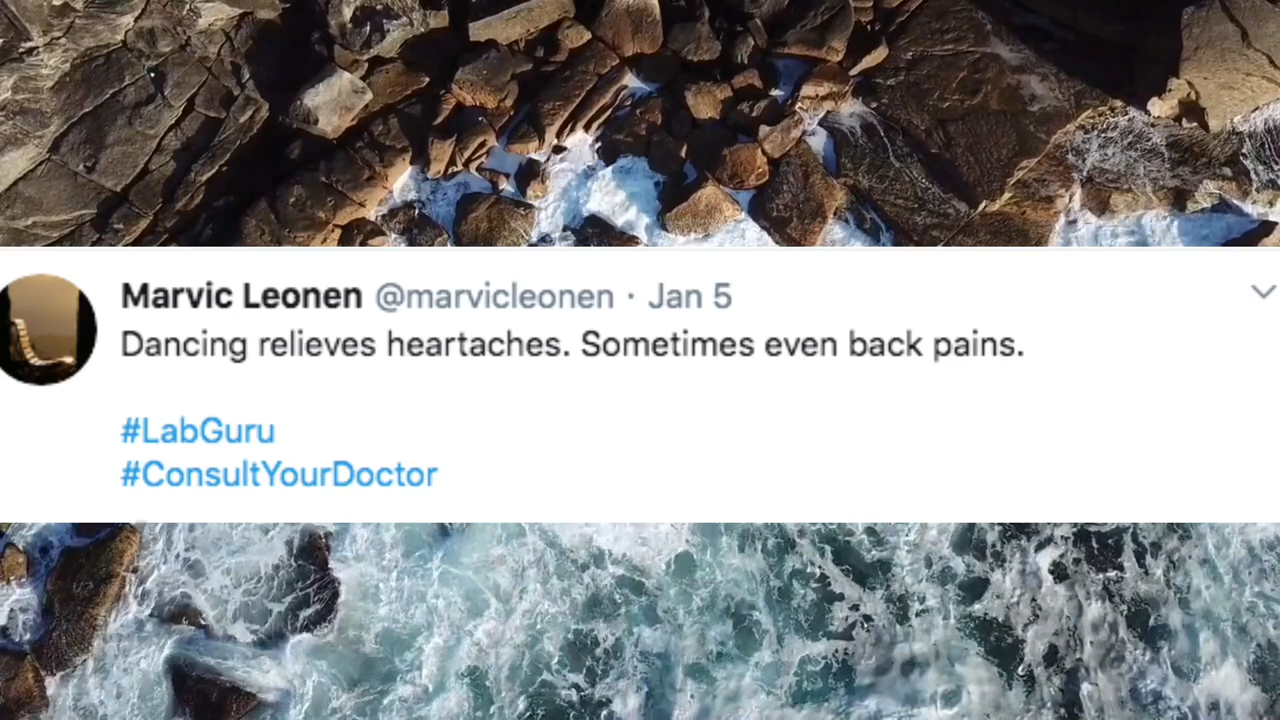 Marvic Leonen @marvicleonen · Jan 5
Dancing relieves heartaches. Sometimes even back pains.
#LabGuru
#ConsultYourDoctor